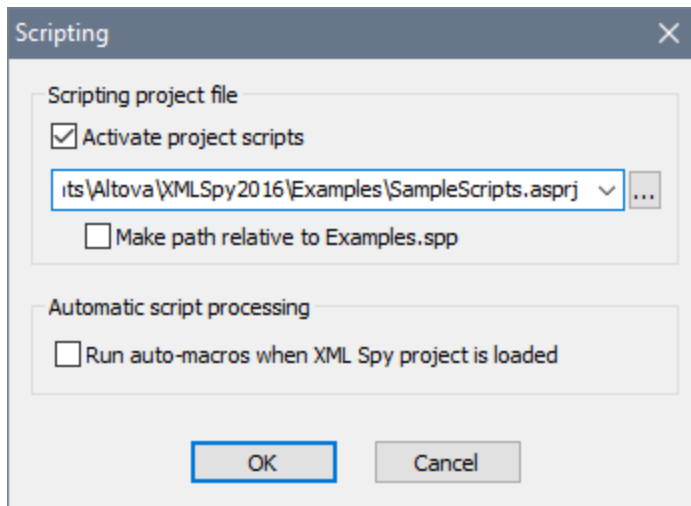 Scripting
Scripting project file
Activate project scripts
ıts\Altova\XMLSpy2016\Examples\SampleScripts.asprj
...
Make path relative to Examples.spp
Automatic script processing
Run auto-macros when XML Spy project is loaded
OK
Cancel